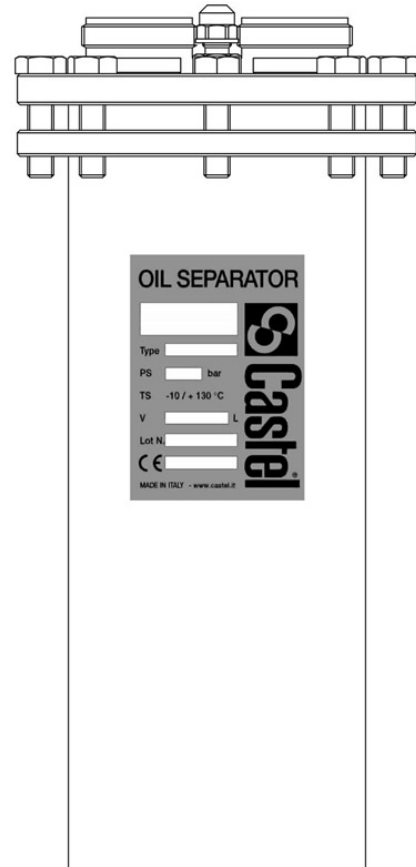 OIL SEPARATOR
Type
PS bar
TS -10 / + 130 °C
V L
Lot N.
CE
MADE IN ITALY - www.castel.it
Castel®